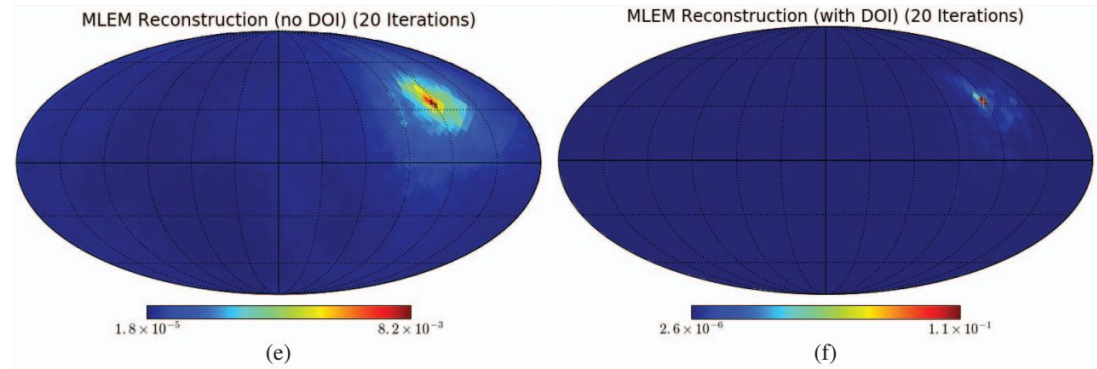 MLEM Reconstruction (no DOI) (20 Iterations)
MLEM Reconstruction (with DOI) (20 Iterations)
1.8 × 10⁻⁵
8.2 × 10⁻³
2.6 × 10⁻⁶
1.1 × 10⁻¹
(e)
(f)